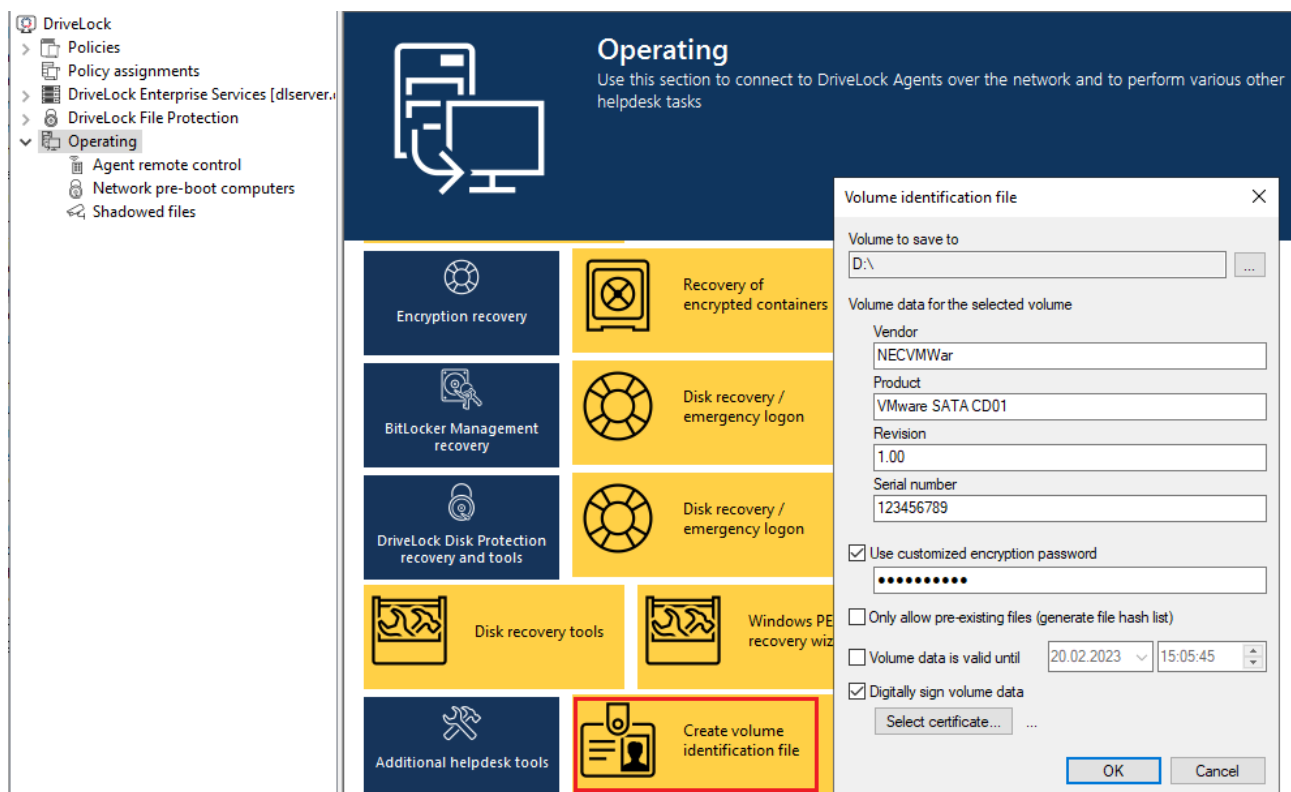 DriveLock
Policies
Policy assignments
DriveLock Enterprise Services [dlserver.
DriveLock File Protection
Operating
Agent remote control
Network pre-boot computers
Shadowed files
Operating
Use this section to connect to DriveLock Agents over the network and to perform various other
helpdesk tasks
Encryption recovery
Recovery of
encrypted containers
BitLocker Management
recovery
Disk recovery /
emergency logon
DriveLock Disk Protection
recovery and tools
Disk recovery /
emergency logon
Disk recovery tools
Windows PE
recovery wiz
Additional helpdesk tools
Create volume
identification file
Volume identification file
Volume to save to
D:\
...
Volume data for the selected volume
Vendor
NECVMWar
Product
VMware SATA CD01
Revision
1.00
Serial number
123456789
Use customized encryption password
●●●●●●●●●●
Only allow pre-existing files (generate file hash list)
Volume data is valid until 20.02.2023 15:05:45
Digitally sign volume data
Select certificate... ...
OK Cancel